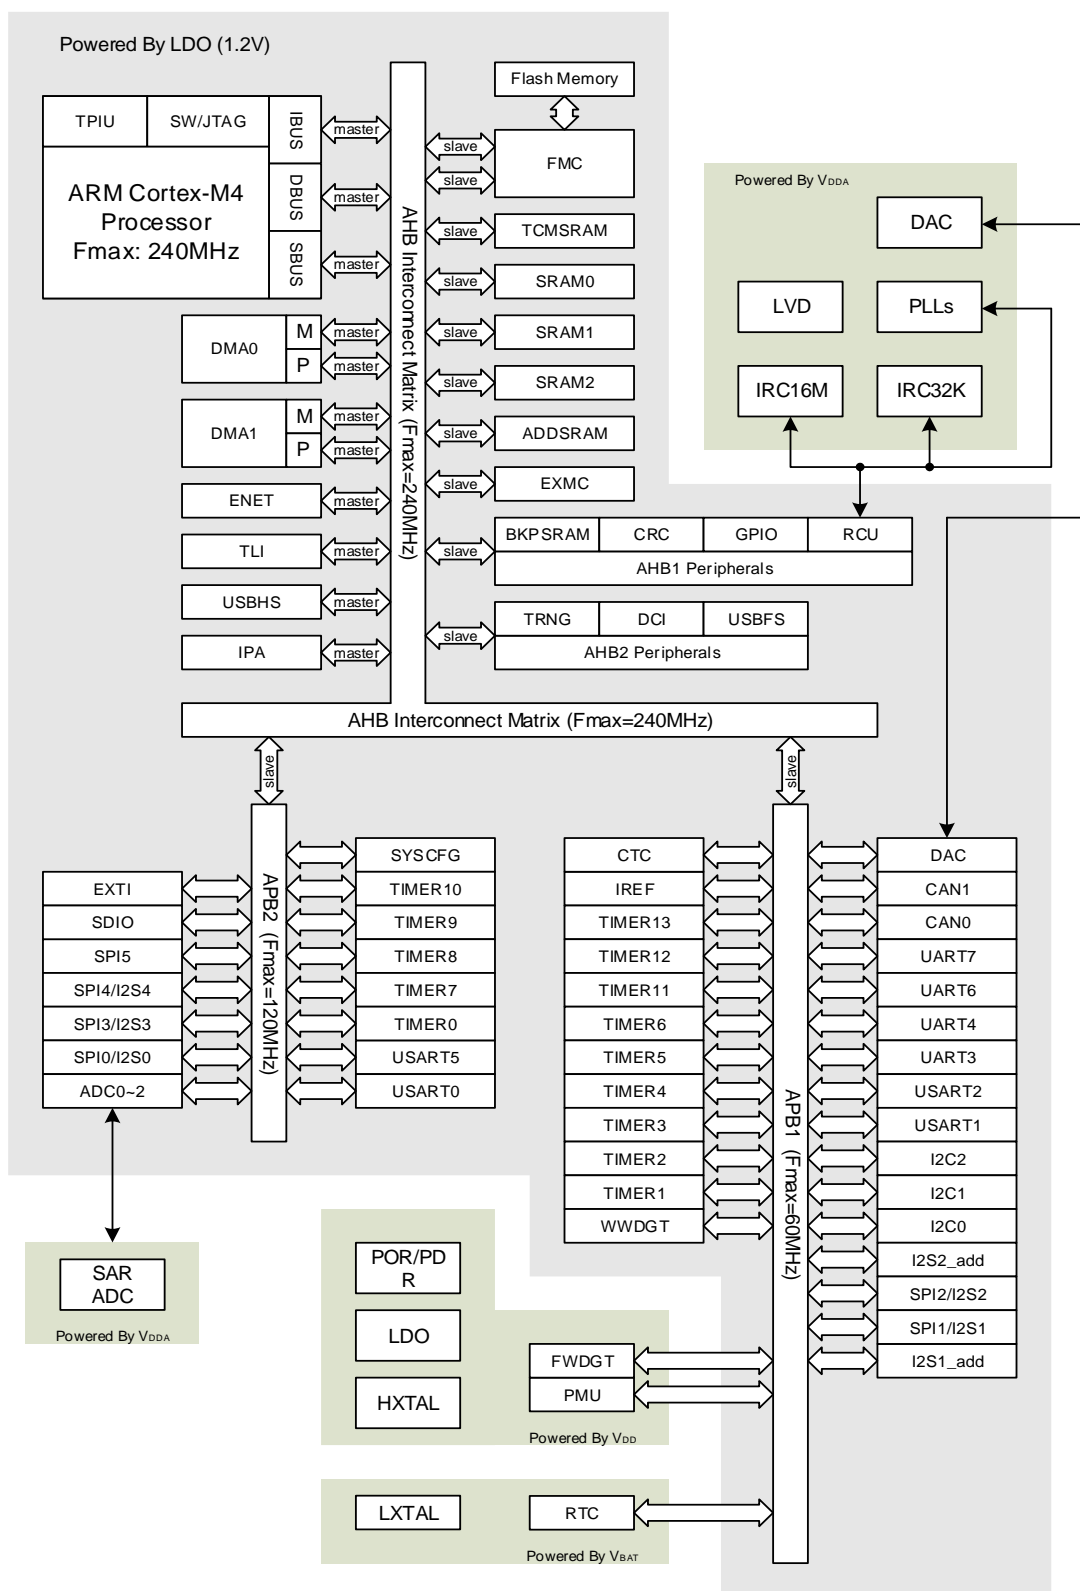 Powered By LDO (1.2V)
TPIU
SW/JTAG
IBUS
DBUS
SBUS
ARM Cortex-M4
Processor
Fmax: 240MHz
master
master
master
DMA0
M
P
master
master
DMA1
M
P
master
master
ENET
master
TLI
master
USBHS
master
IPA
master
AHB Interconnect Matrix (Fmax=240MHz)
Flash Memory
slave
slave
FMC
slave
TCMSRAM
slave
SRAM0
slave
SRAM1
slave
SRAM2
slave
ADDSRAM
slave
EXMC
slave
BKPSRAM
CRC
GPIO
RCU
AHB1 Peripherals
slave
TRNG
DCI
USBFS
AHB2 Peripherals
Powered By VDDA
DAC
LVD
PLLs
IRC16M
IRC32K
AHB Interconnect Matrix (Fmax=240MHz)
slave
slave
APB2 (Fmax=120MHz)
EXTI
SDIO
SPI5
SPI4/I2S4
SPI3/I2S3
SPI0/I2S0
ADC0~2
SYSCFG
TIMER10
TIMER9
TIMER8
TIMER7
TIMER0
USART5
USART0
CTC
IREF
TIMER13
TIMER12
TIMER11
TIMER6
TIMER5
TIMER4
TIMER3
TIMER2
TIMER1
WWDGT
APB1 (Fmax=60MHz)
DAC
CAN1
CAN0
UART7
UART6
UART4
UART3
USART2
USART1
I2C2
I2C1
I2C0
I2S2_add
SPI2/I2S2
SPI1/I2S1
I2S1_add
SAR
ADC
Powered By VDDA
POR/PD
R
LDO
HXTAL
FWDGT
PMU
Powered By VDD
LXTAL
RTC
Powered By VBAT